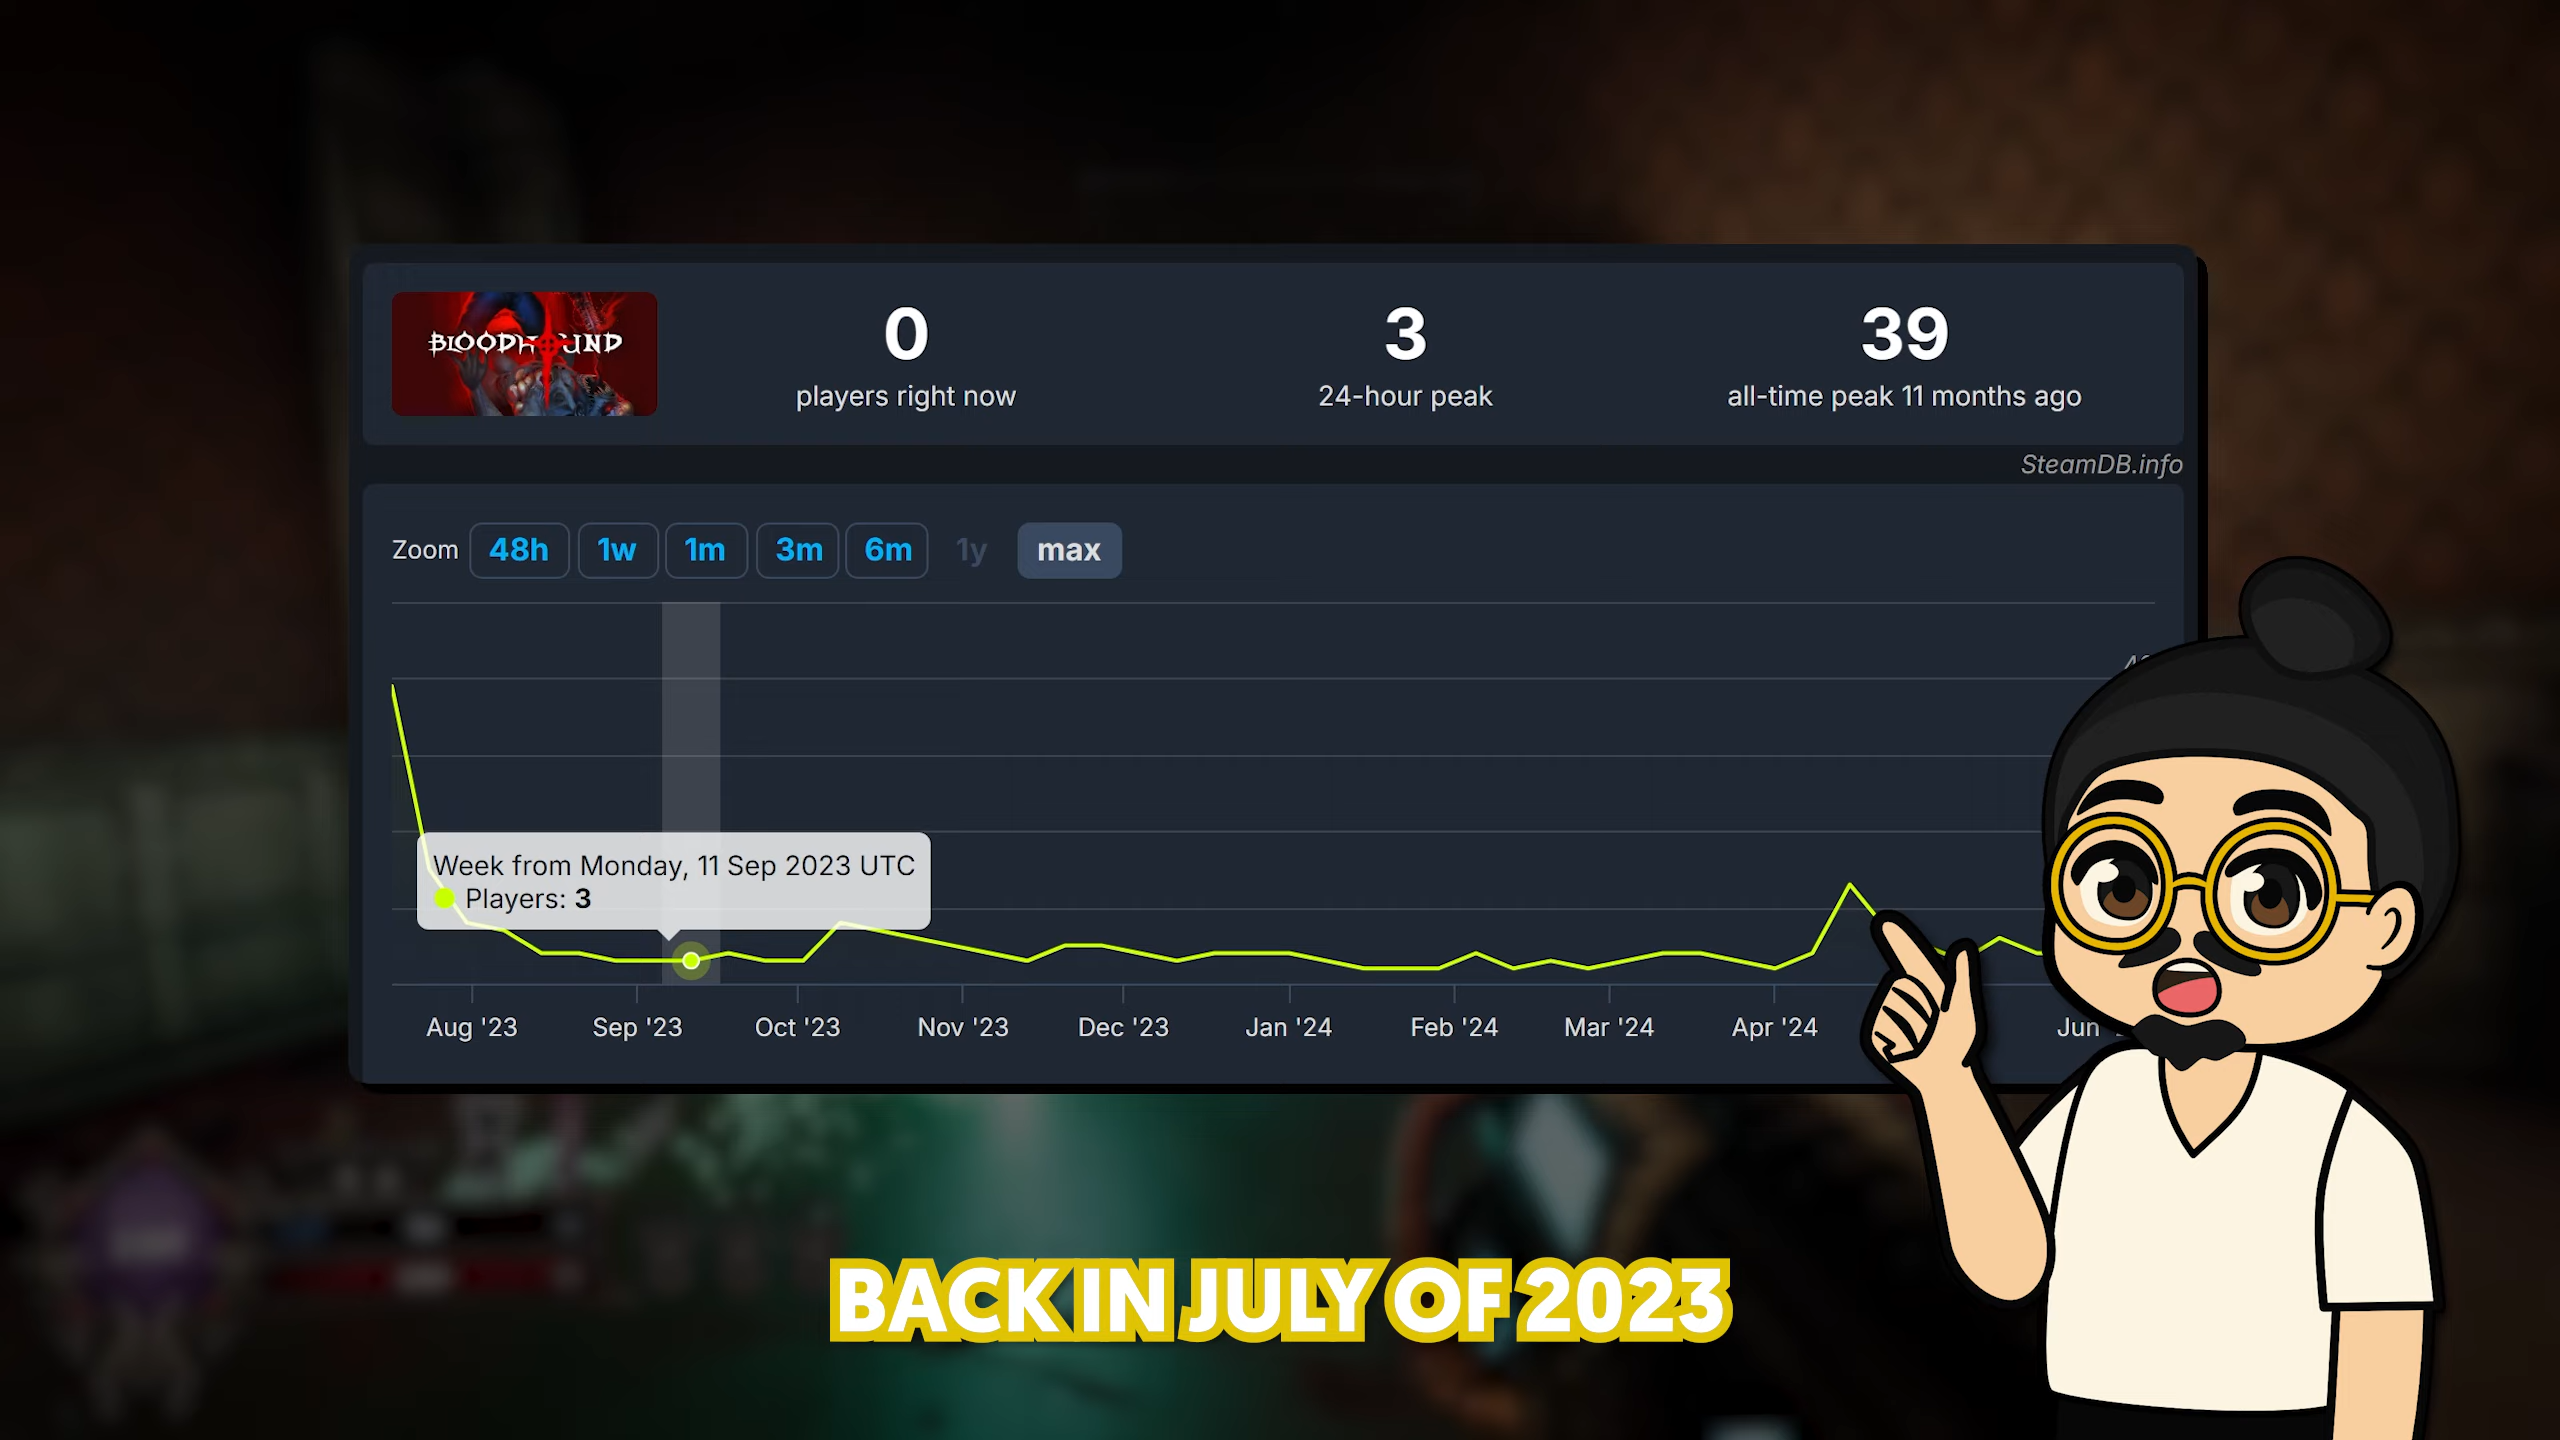 BLOODHOUND
0
players right now
3
24-hour peak
39
all-time peak 11 months ago
SteamDB.info
Zoom 48h 1w 1m 3m 6m 1y max
Week from Monday, 11 Sep 2023 UTC
Players: 3
Aug '23 Sep '23 Oct '23 Nov '23 Dec '23 Jan '24 Feb '24 Mar '24 Apr '24 Jun
BACK IN JULY OF 2023